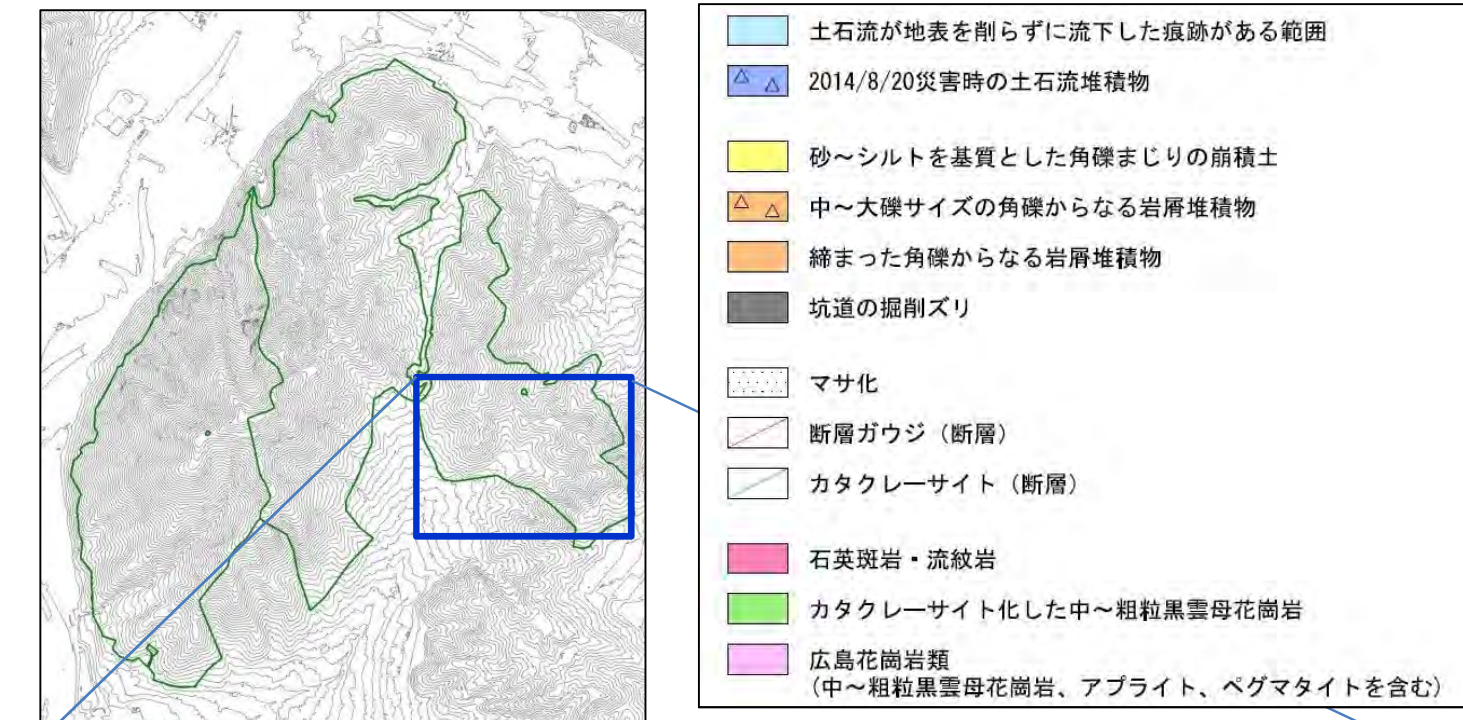 土石流が地表を削らずに流下した痕跡がある範囲
2014/8/20災害時の土石流堆積物
砂～シルトを基質とした角礫まじりの崩積土
中～大礫サイズの角礫からなる岩屑堆積物
締まった角礫からなる岩屑堆積物
坑道の掘削ズリ
マサ化
断層ガウジ（断層）
カタクレーサイト（断層）
石英斑岩・流紋岩
カタクレーサイト化した中～粗粒黒雲母花崗岩
広島花崗岩類
（中～粗粒黒雲母花崗岩、アプライト、ペグマタイトを含む）